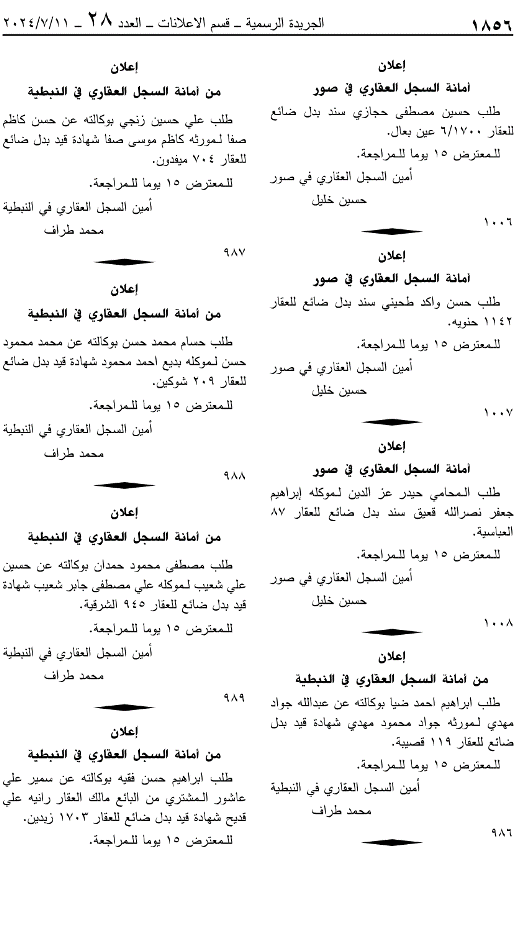 ١٨٥٦
الجريدة الرسمية ــ قسم الاعلانات ــ العدد ٢٨ ــ ٢٠٢٤/٧/١١
إعلان
أمانة السجل العقاري في صور
طلب حسين مصطفى حجازي سند بدل ضائع
للعقار ٦/١٧٠٠ عين بعال.
للمعترض ١٥ يوما للمراجعة.
أمين السجل العقاري في صور
حسين خليل
١٠٠٦
إعلان
أمانة السجل العقاري في صور
طلب حسن واكد طحيني سند بدل ضائع للعقار
١١٤٢ حنويه.
للمعترض ١٥ يوما للمراجعة.
أمين السجل العقاري في صور
حسين خليل
١٠٠٧
إعلان
أمانة السجل العقاري في صور
طلب المحامي حيدر عز الدين لموكله إبراهيم
جعفر نصرالله قعيق سند بدل ضائع للعقار ٨٧
العباسية.
للمعترض ١٥ يوما للمراجعة.
أمين السجل العقاري في صور
حسين خليل
١٠٠٨
إعلان
من أمانة السجل العقاري في النبطية
طلب ابراهيم احمد ضيا بوكالته عن عبدالله جواد
مهدي لمورثه جواد محمود مهدي شهادة قيد بدل
ضائع للعقار ١١٩ قصيبة.
للمعترض ١٥ يوما للمراجعة.
أمين السجل العقاري في النبطية
محمد طراف
٩٨٦
إعلان
من أمانة السجل العقاري في النبطية
طلب علي حسين زنجي بوكالته عن حسن كاظم
صفا لمورثه كاظم موسى صفا شهادة قيد بدل ضائع
للعقار ٧٠٤ ميفدون.
للمعترض ١٥ يوما للمراجعة.
أمين السجل العقاري في النبطية
محمد طراف
٩٨٧
إعلان
من أمانة السجل العقاري في النبطية
طلب حسام محمد حسن بوكالته عن محمد محمود
حسن لموكله بديع احمد محمود شهادة قيد بدل ضائع
للعقار ٢٠٩ شوكين.
للمعترض ١٥ يوما للمراجعة.
أمين السجل العقاري في النبطية
محمد طراف
٩٨٨
إعلان
من أمانة السجل العقاري في النبطية
طلب مصطفى محمود حمدان بوكالته عن حسين
علي شعيب لموكله علي مصطفى جابر شعيب شهادة
قيد بدل ضائع للعقار ٩٤٥ الشرقية.
للمعترض ١٥ يوما للمراجعة.
أمين السجل العقاري في النبطية
محمد طراف
٩٨٩
إعلان
من أمانة السجل العقاري في النبطية
طلب ابراهيم حسن فقيه بوكالته عن سمير علي
عاشور المشتري من البائع مالك العقار رانيه علي
قديح شهادة قيد بدل ضائع للعقار ١٧٠٣ زبدين.
للمعترض ١٥ يوما للمراجعة.